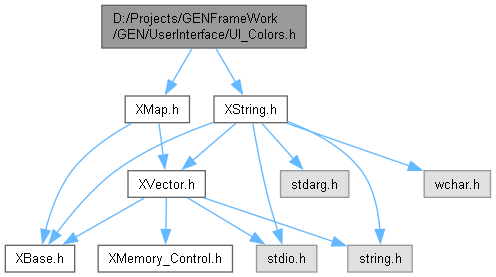 D:/Projects/GENFrameWork
/GEN/UserInterface/UI_Colors.h
XMap.h
XString.h
XVector.h
stdarg.h
wchar.h
XBase.h
XMemory_Control.h
stdio.h
string.h